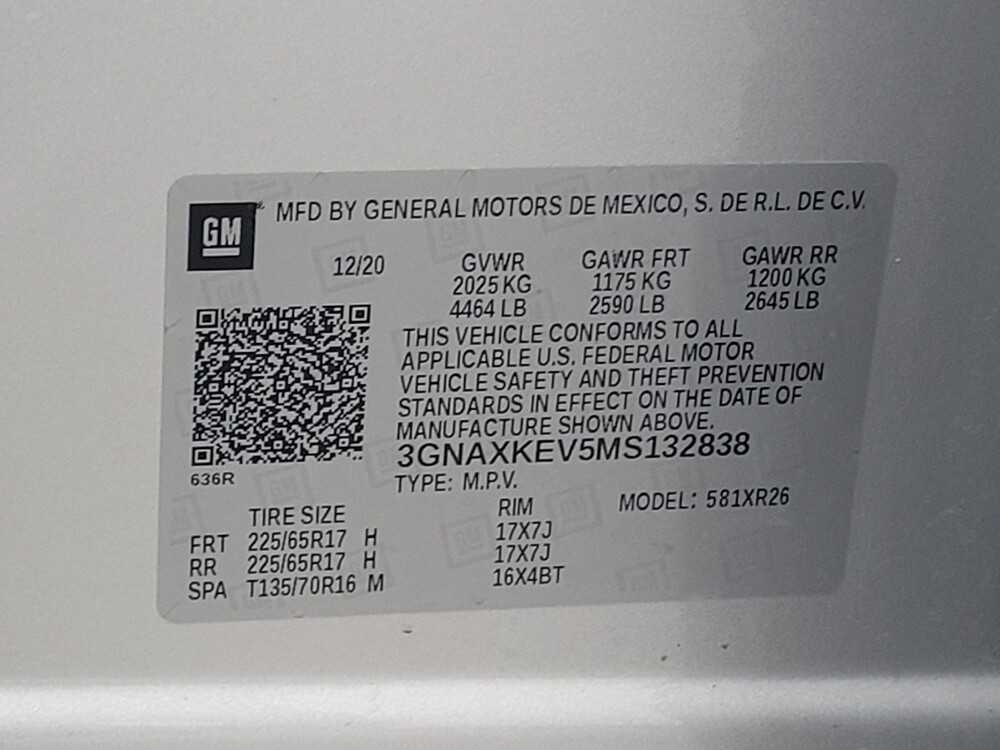 GM
MFD BY GENERAL MOTORS DE MEXICO, S. DE R.L. DE C.V.
12/20 GVWR GAWR FRT GAWR RR
2025 KG 1175 KG 1200 KG
4464 LB 2590 LB 2645 LB
THIS VEHICLE CONFORMS TO ALL
APPLICABLE U.S. FEDERAL MOTOR
VEHICLE SAFETY AND THEFT PREVENTION
STANDARDS IN EFFECT ON THE DATE OF
MANUFACTURE SHOWN ABOVE.
3GNAXKEV5MS132838
636R
TYPE: M.P.V. MODEL: 581XR26
TIRE SIZE RIM
FRT 225/65R17 H 17X7J
RR 225/65R17 H 17X7J
SPA T135/70R16 M 16X4BT